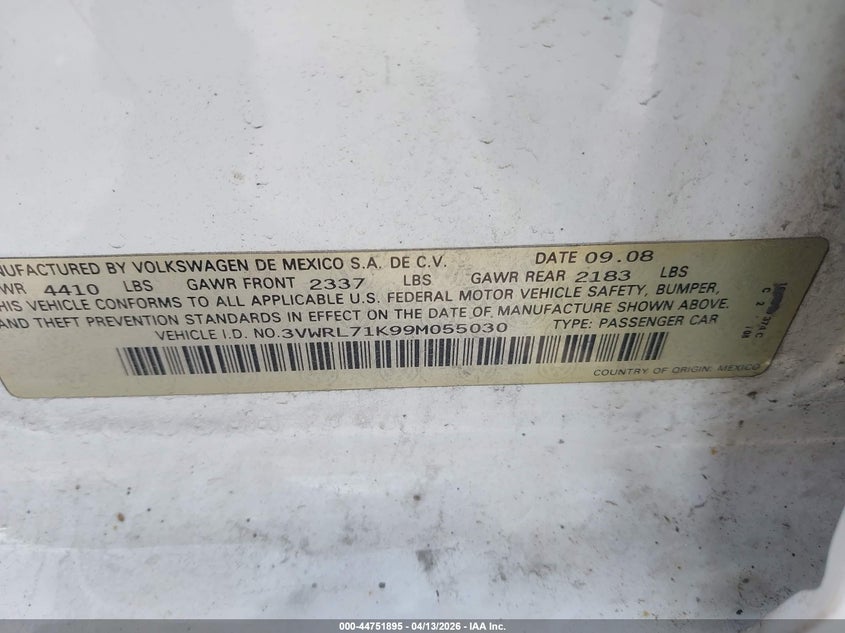 NUFACTURED BY VOLKSWAGEN DE MEXICO S.A. DE C.V. DATE 09.08
WR 4410 LBS GAWR FRONT 2337 LBS GAWR REAR 2183 LBS
THIS VEHICLE CONFORMS TO ALL APPLICABLE U.S. FEDERAL MOTOR VEHICLE SAFETY, BUMPER,
AND THEFT PREVENTION STANDARDS IN EFFECT ON THE DATE OF MANUFACTURE SHOWN ABOVE.
VEHICLE I.D. NO.3VWRL71K99M055030 TYPE: PASSENGER CAR
COUNTRY OF ORIGIN: MEXICO
000-44751895 - 04/13/2026 - IAA Inc.